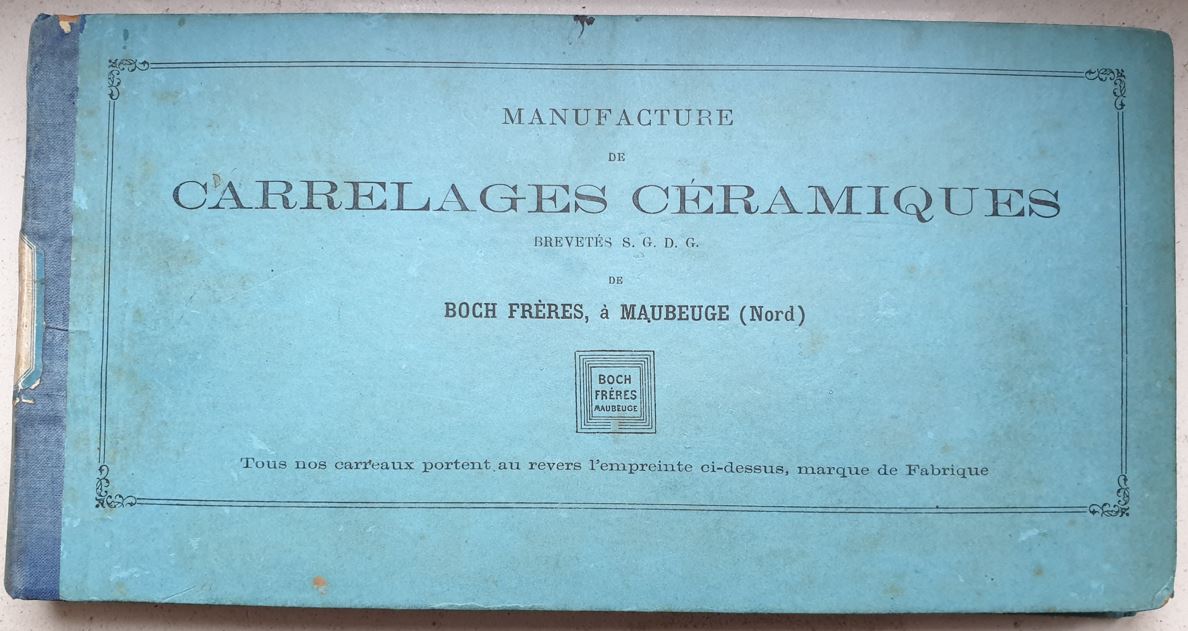 MANUFACTURE
DE
CARRELAGES CÉRAMIQUES
BREVETÉS S. G. D. G.
DE
BOCH FRÈRES, à MAUBEUGE (Nord)
BOCH
FRÉRES
MAUBEUGE
Tous nos carreaux portent au revers l'empreinte ci-dessus, marque de Fabrique